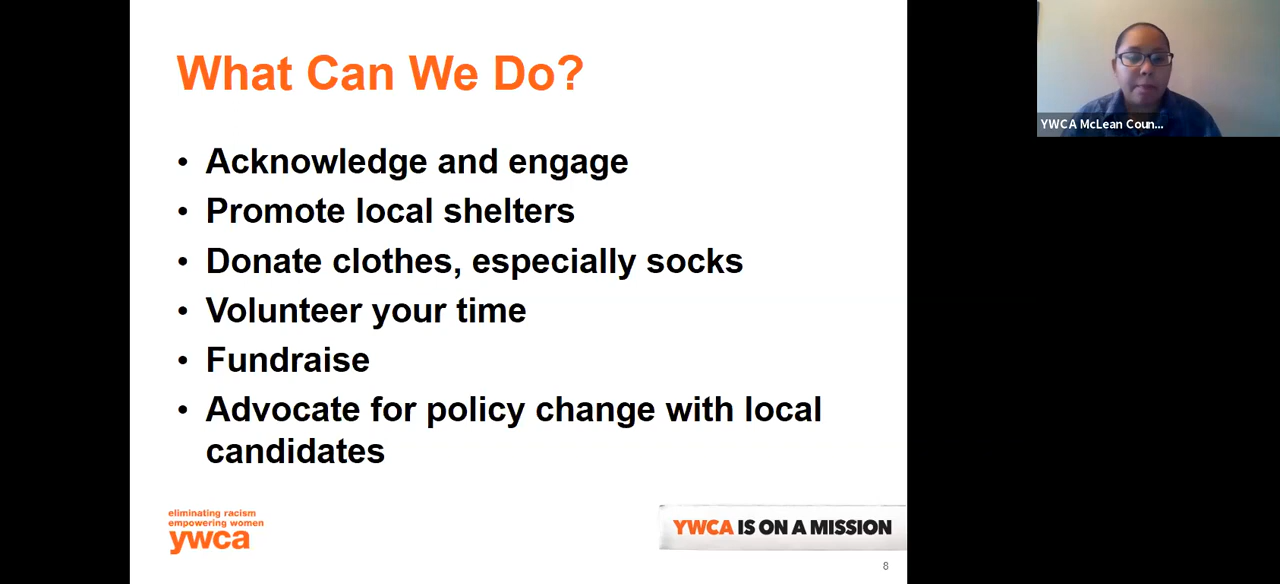 What Can We Do?
• Acknowledge and engage
• Promote local shelters
• Donate clothes, especially socks
• Volunteer your time
• Fundraise
• Advocate for policy change with local
candidates
eliminating racism
empowering women
ywca
YWCA IS ON A MISSION
8
YWCA McLean Coun...